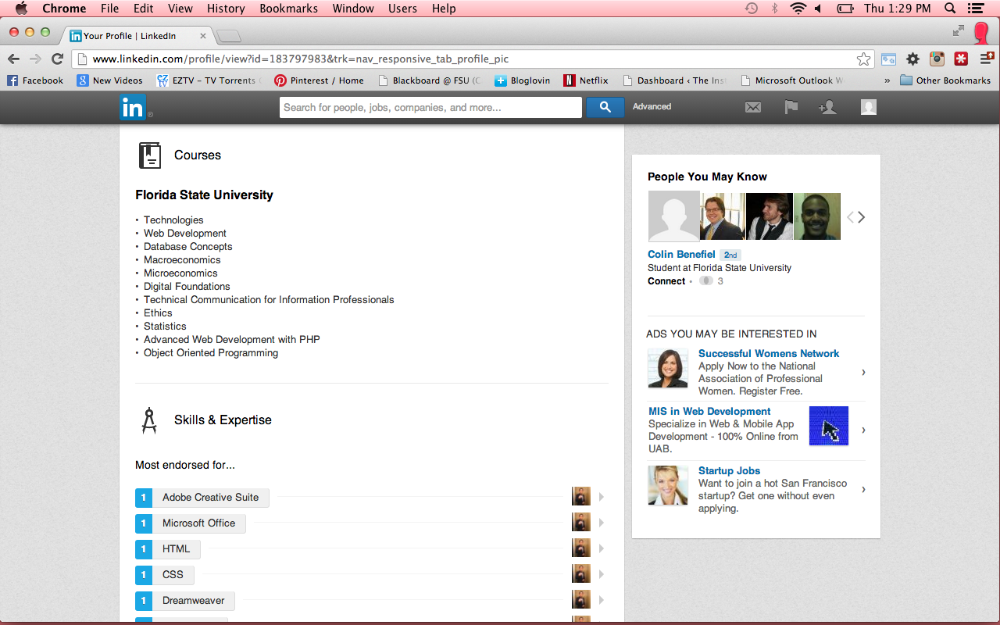 Chrome File Edit View History Bookmarks Window Users Help Thu 1:29 PM
in Your Profile | LinkedIn
www.linkedin.com/profile/view?id=183797983&trk=nav_responsive_tab_profile_pic
f Facebook 8 New Videos EZ TV EZTV - TV Torrents Pinterest / Home Blackboard @ FSU (C Bloglovin N Netflix Dashboard ‹ The Inst Microsoft Outlook W » Other Bookmarks
in ® Search for people, jobs, companies, and more... Advanced
Courses
Florida State University
• Technologies
• Web Development
• Database Concepts
• Macroeconomics
• Microeconomics
• Digital Foundations
• Technical Communication for Information Professionals
• Ethics
• Statistics
• Advanced Web Development with PHP
• Object Oriented Programming
Skills & Expertise
Most endorsed for...
1 Adobe Creative Suite
1 Microsoft Office
1 HTML
1 CSS
1 Dreamweaver
People You May Know
Colin Benefiel 2nd
Student at Florida State University
Connect • 3
ADS YOU MAY BE INTERESTED IN
Successful Womens Network
Apply Now to the National
Association of Professional
Women. Register Free.
MIS in Web Development
Specialize in Web & Mobile App
Development - 100% Online from
UAB.
Startup Jobs
Want to join a hot San Francisco
startup? Get one without even
applying.